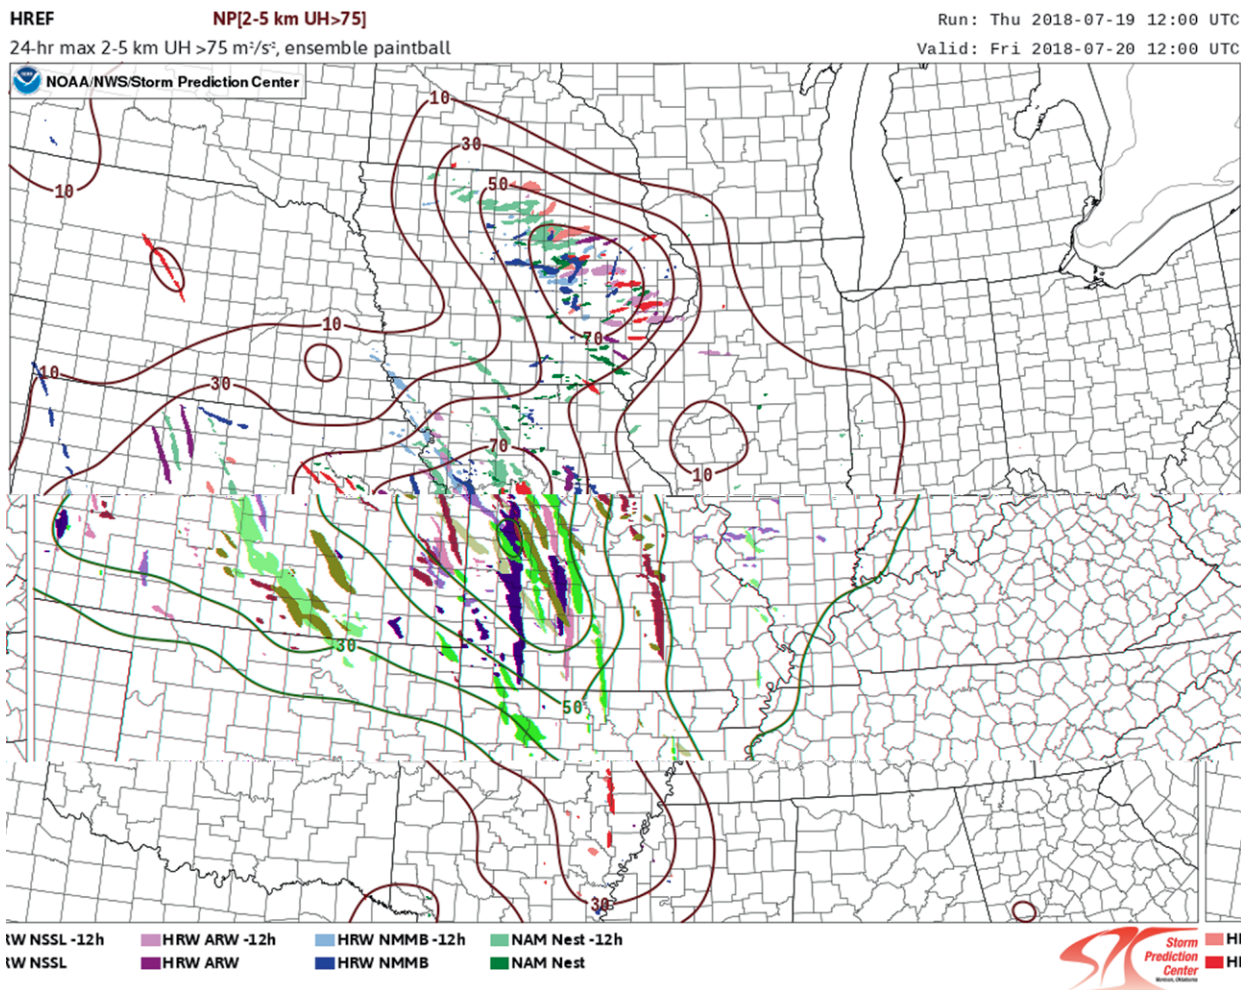 HREF NP[2-5 km UH>75] Run: Thu 2018-07-19 12:00 UTC
24-hr max 2-5 km UH >75 m²/s², ensemble paintball Valid: Fri 2018-07-20 12:00 UTC
NOAA/NWS/Storm Prediction Center
10
30
50
10
70
10
10
30
70
10
30
50
30
RW NSSL -12h HRW ARW -12h HRW NMMB -12h NAM Nest -12h H
RW NSSL HRW ARW HRW NMMB NAM Nest H
Storm
Prediction
Center
Norman, Oklahoma